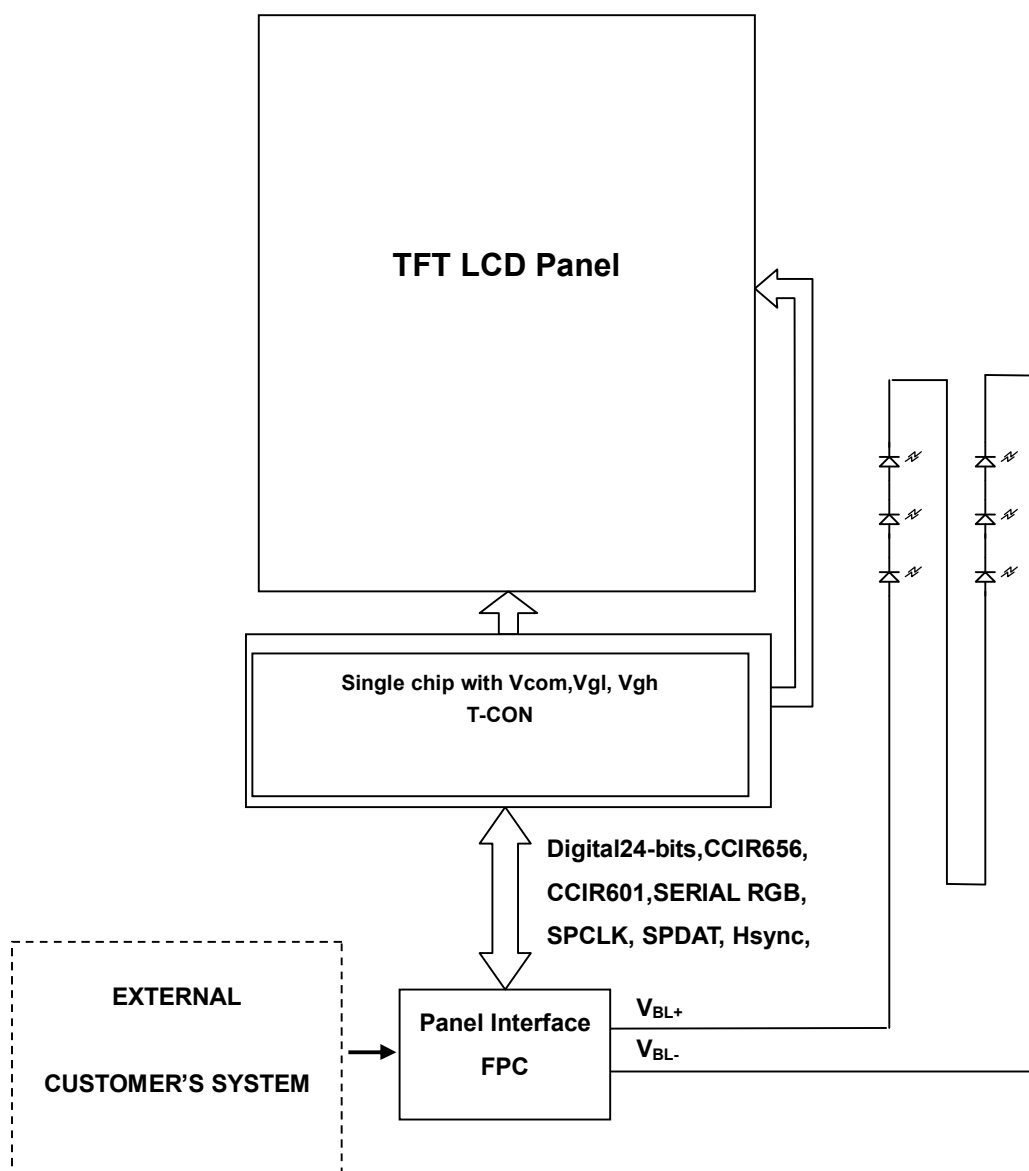 TFT LCD Panel
Single chip with Vcom,Vgl, Vgh
T-CON
Digital24-bits,CCIR656,
CCIR601,SERIAL RGB,
SPCLK, SPDAT, Hsync,
EXTERNAL
CUSTOMER’S SYSTEM
Panel Interface
FPC
VBL+
VBL-